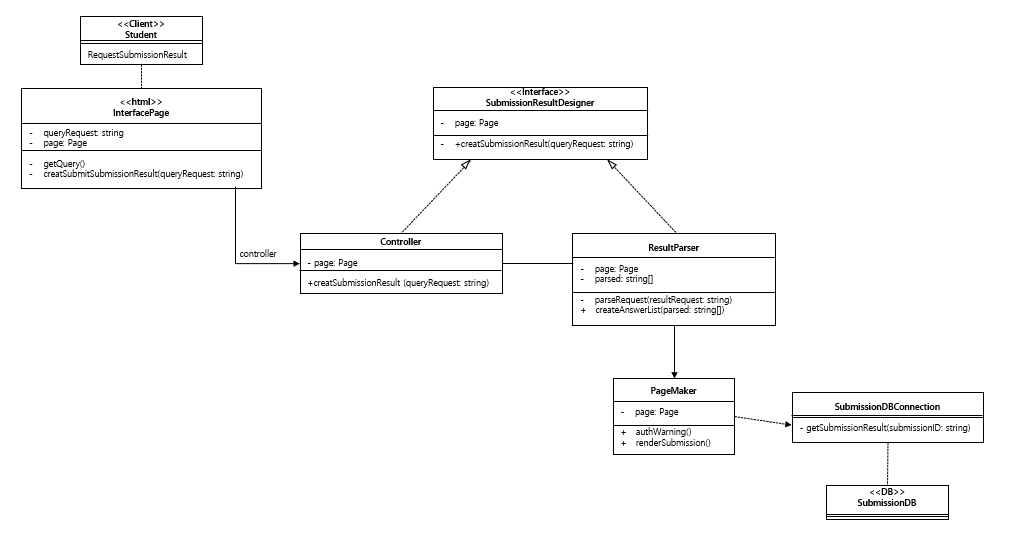 <<Client>>
Student
RequestSubmissionResult
<<html>>
InterfacePage
- queryRequest: string
- page: Page
- getQuery()
- creatSubmitSubmissionResult(queryRequest: string)
<<Interface>>
SubmissionResultDesigner
- page: Page
- +creatSubmissionResult(queryRequest: string)
controller
Controller
- page: Page
+creatSubmissionResult (queryRequest: string)
ResultParser
- page: Page
- parsed: string[]
- parseRequest(resultRequest: string)
+ createAnswerList(parsed: string[])
PageMaker
- page: Page
+ authWarning()
+ renderSubmission()
SubmissionDBConnection
- getSubmissionResult(submissionID: string)
<<DB>>
SubmissionDB